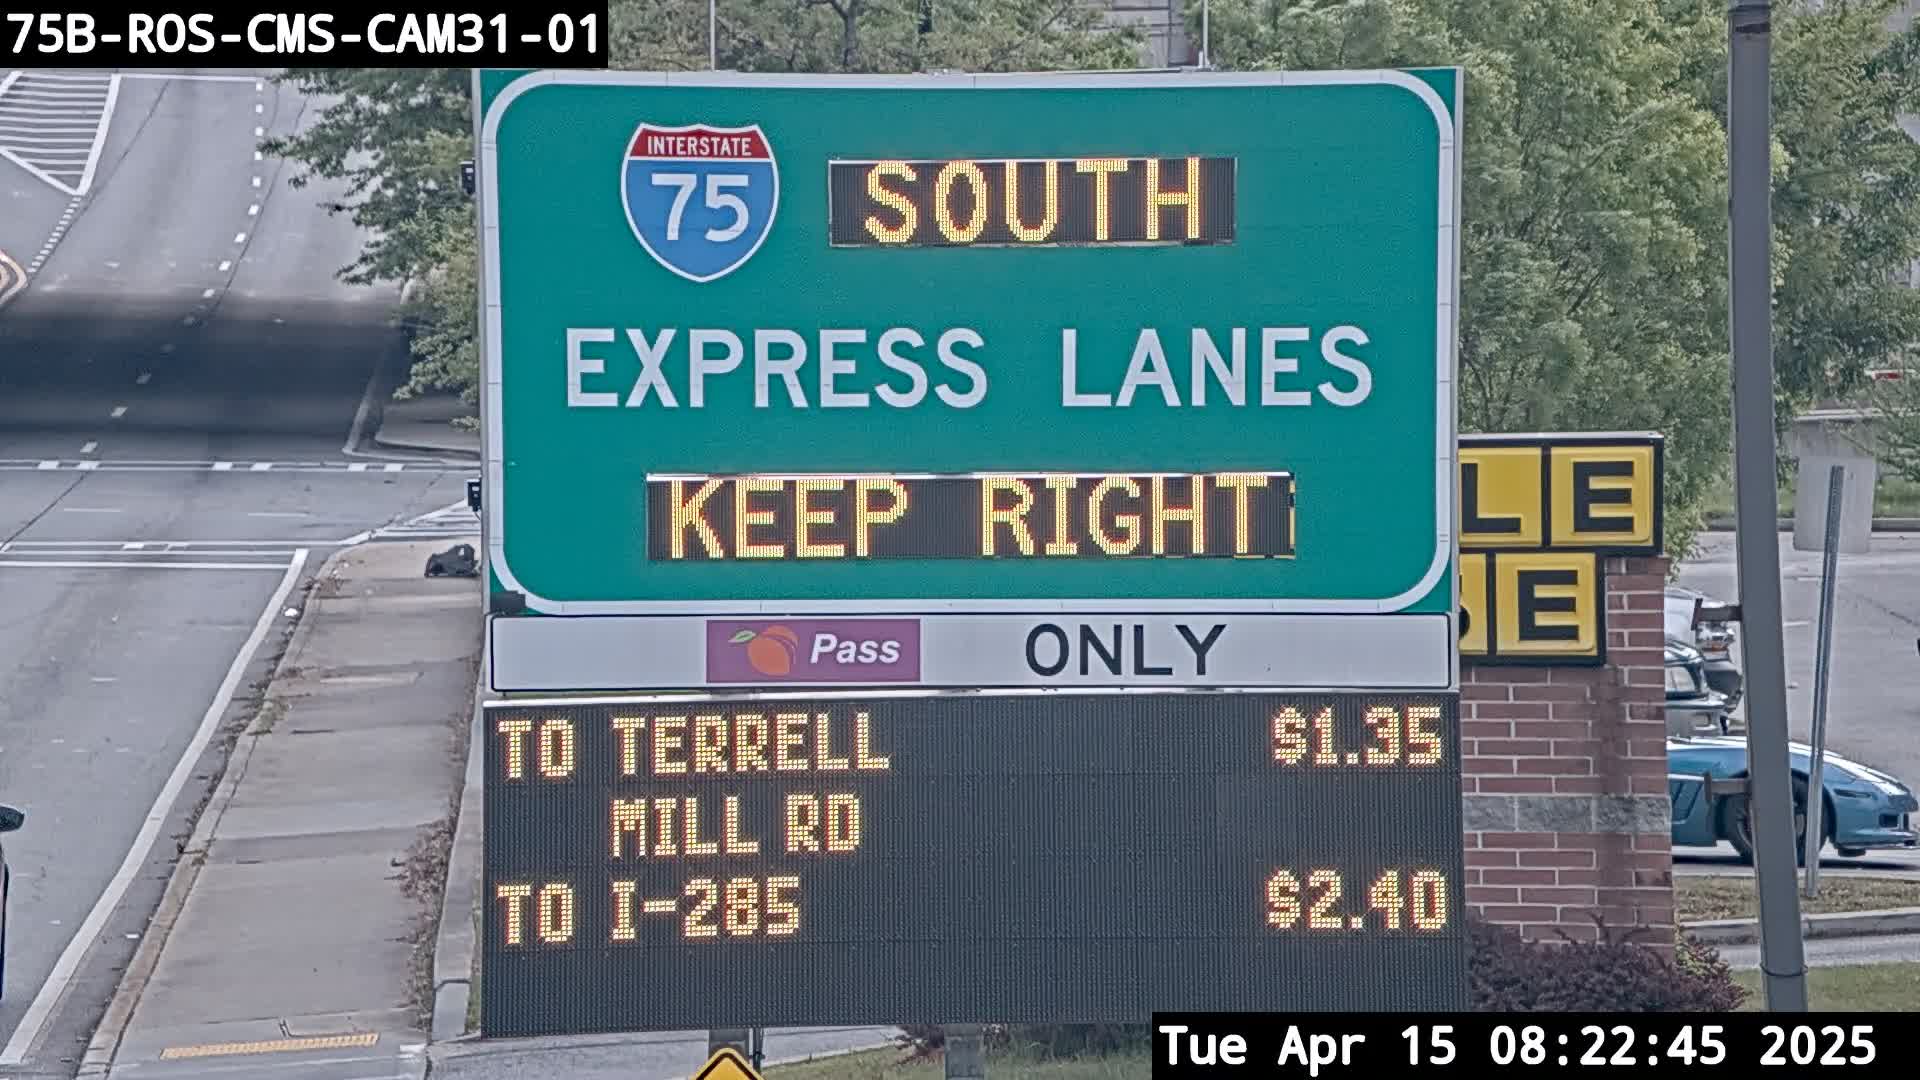 75B-ROS-CMS-CAM31-01
INTERSTATE
75
SOUTH
EXPRESS LANES
KEEP RIGHT
Pass ONLY
TO TERRELL $1.35
MILL RD
TO I-285 $2.40
LE
E
Tue Apr 15 08:22:45 2025